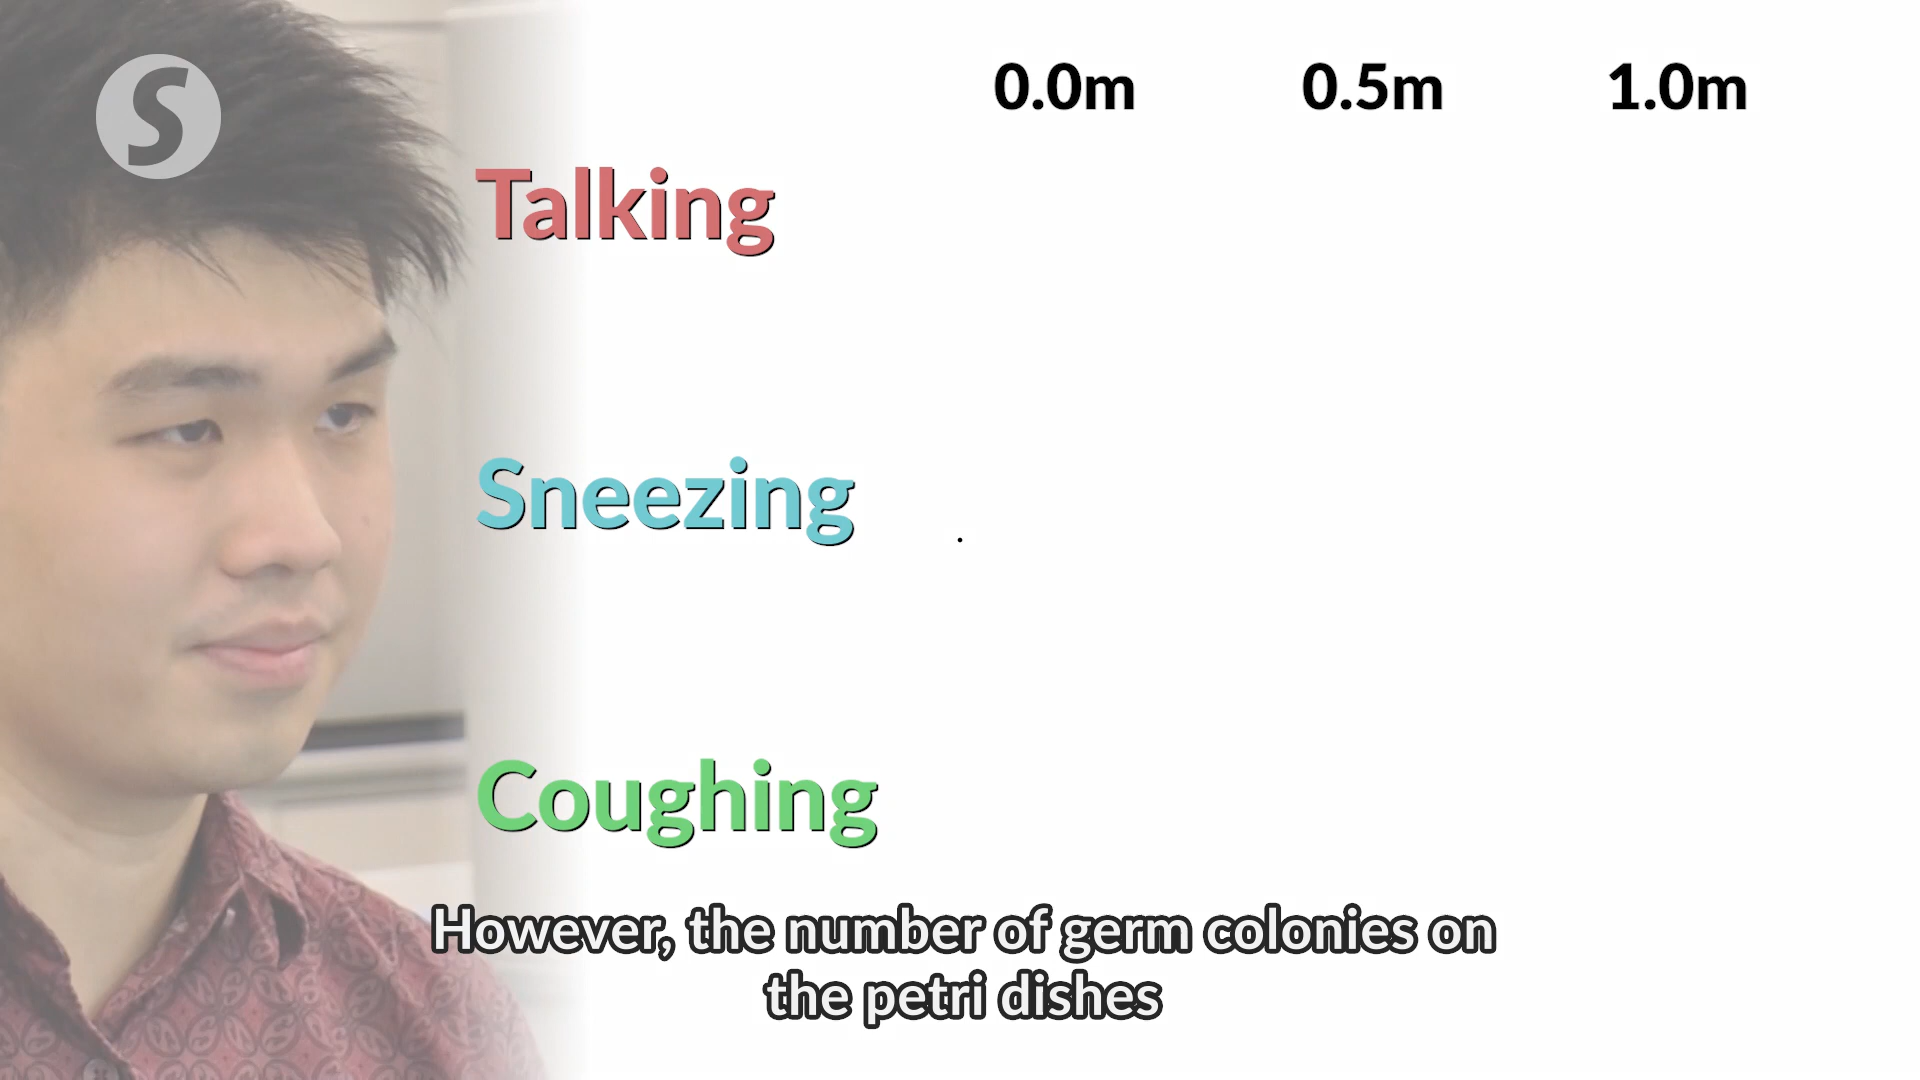 S
0.0m 0.5m 1.0m
Talking
Sneezing
Coughing
However, the number of germ colonies on
the petri dishes